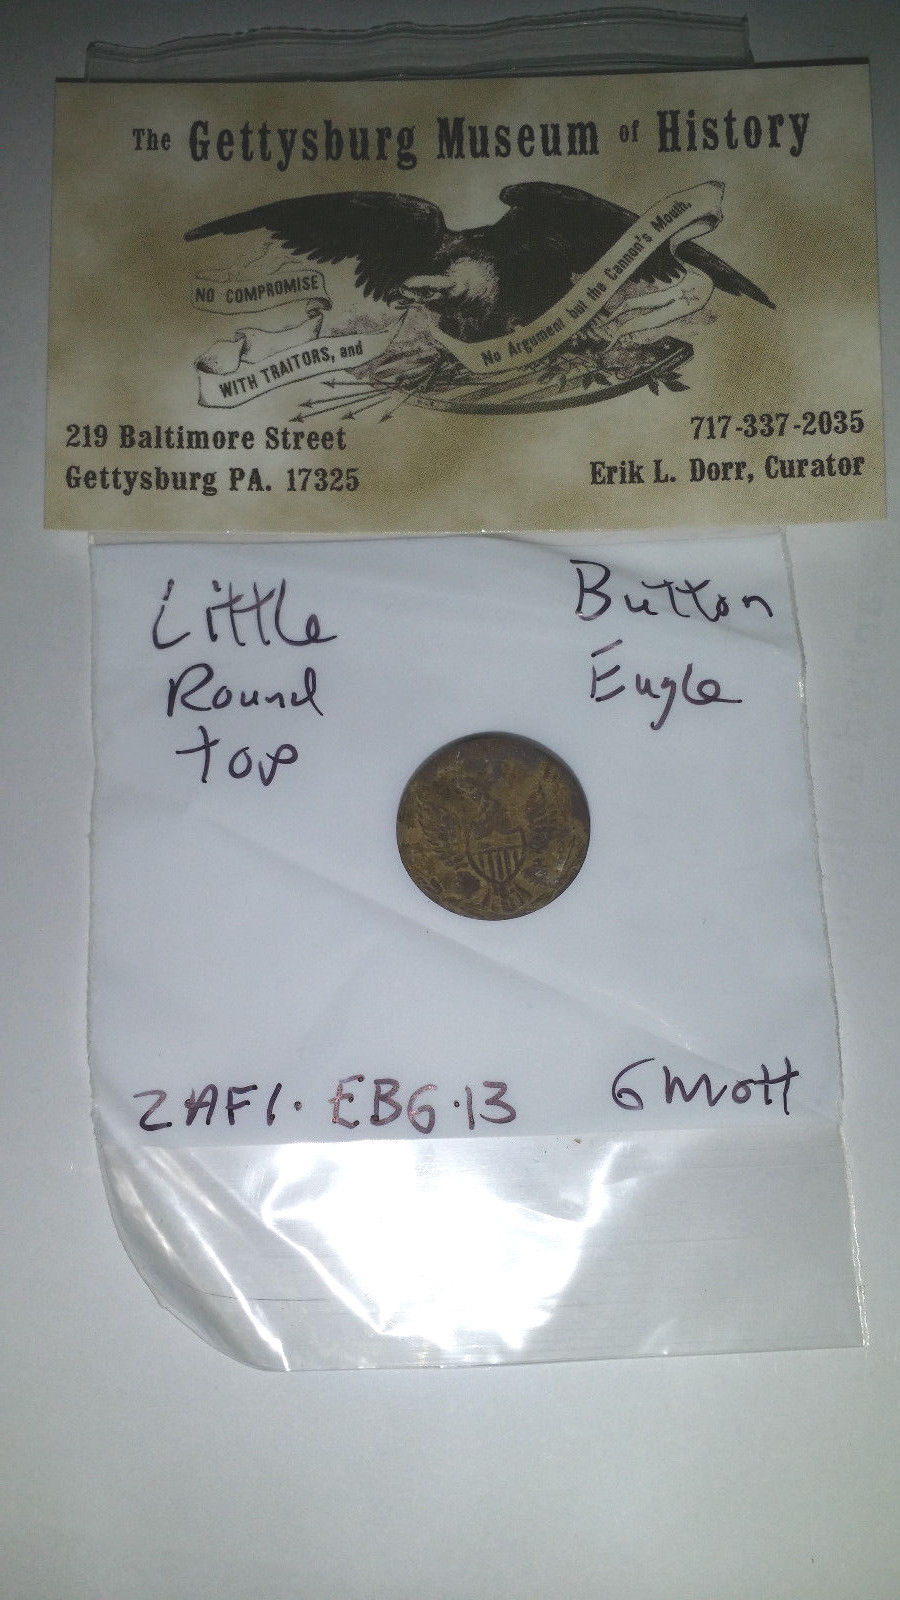 The Gettysburg Museum of History
NO COMPROMISE
WITH TRAITORS, and
No Argument but the Cannon's Mouth.
219 Baltimore Street
Gettysburg PA. 17325
717-337-2035
Erik L. Dorr, Curator
Little
Round
top
Button
Eagle
2AF1. EBG.13
GMott